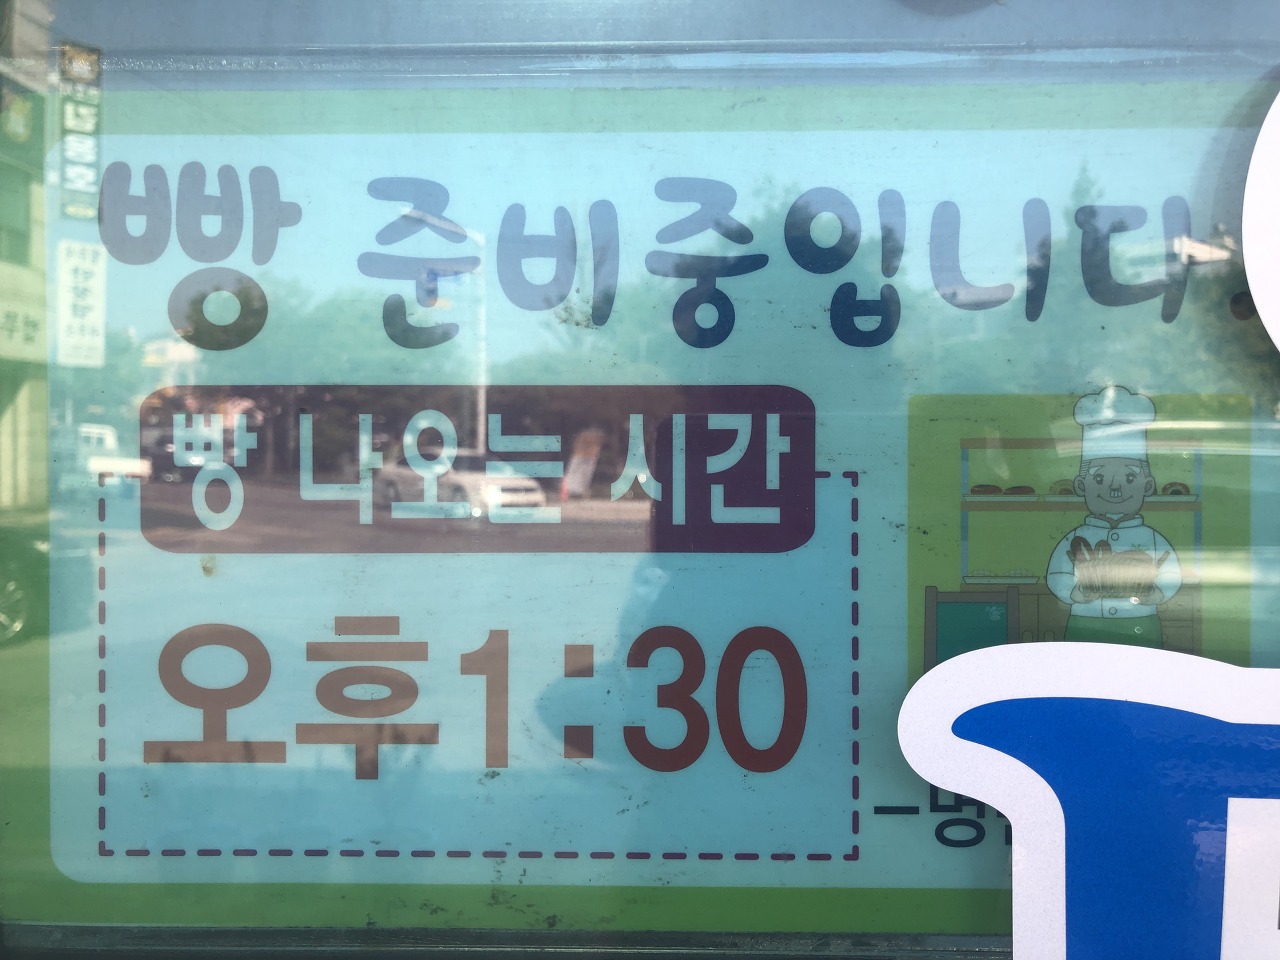 빵 준비중입니다.
빵 나오는 시간
오후1:30